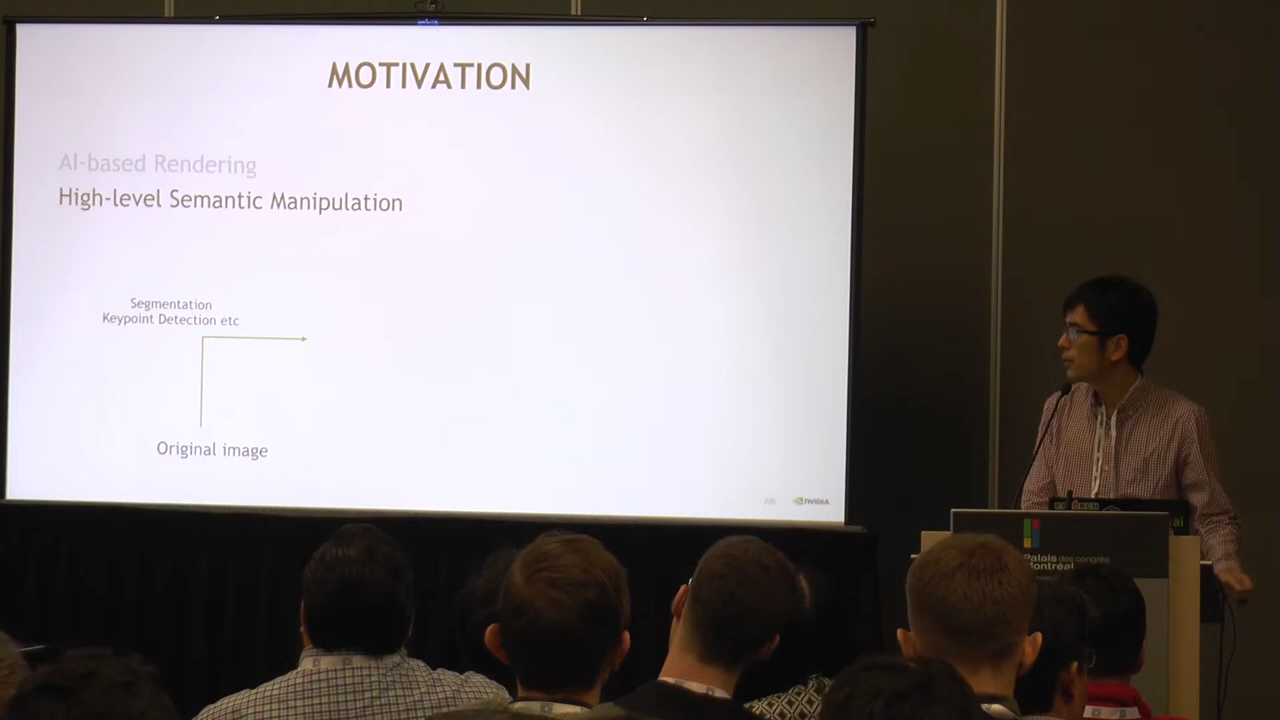 MOTIVATION
AI-based Rendering
High-level Semantic Manipulation
Segmentation
Keypoint Detection etc
Original image
NVIDIA
Palais des congrès
Montréal